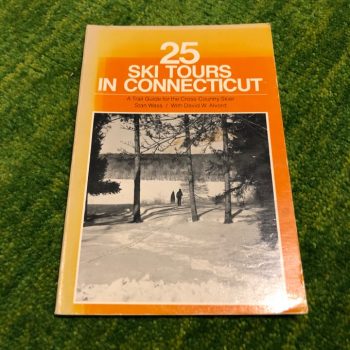 25
SKI TOURS
IN CONNECTICUT
A Trail Guide for the Cross Country Skier
Stan Wass / With David W. Alvord